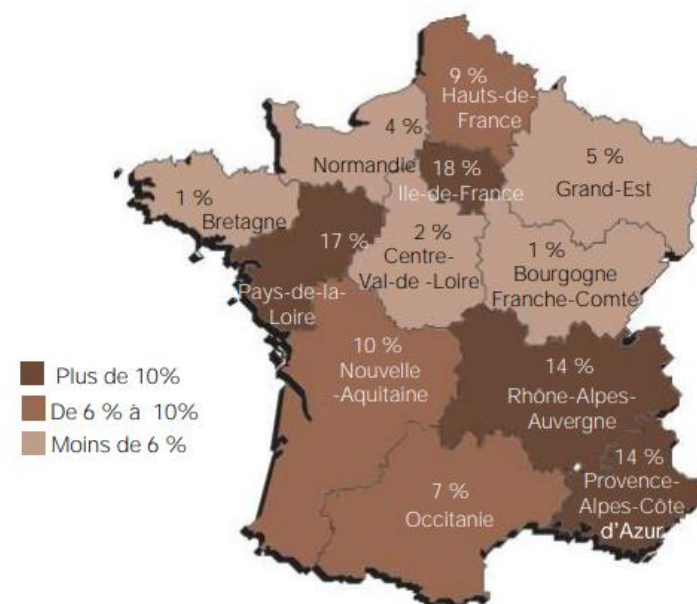 9 %
Hauts-de-
France
4 %
Normandie
18 %
Ile-de-France
5 %
Grand-Est
1 %
Bretagne
17 %
Pays-de-la-
Loire
2 %
Centre-
Val-de -Loire
1 %
Bourgogne
Franche-Comté
10 %
Nouvelle
-Aquitaine
14 %
Rhône-Alpes-
Auvergne
14 %
Provence-
Alpes-Côte
d'Azur
7 %
Occitanie
Plus de 10%
De 6 % à 10%
Moins de 6 %